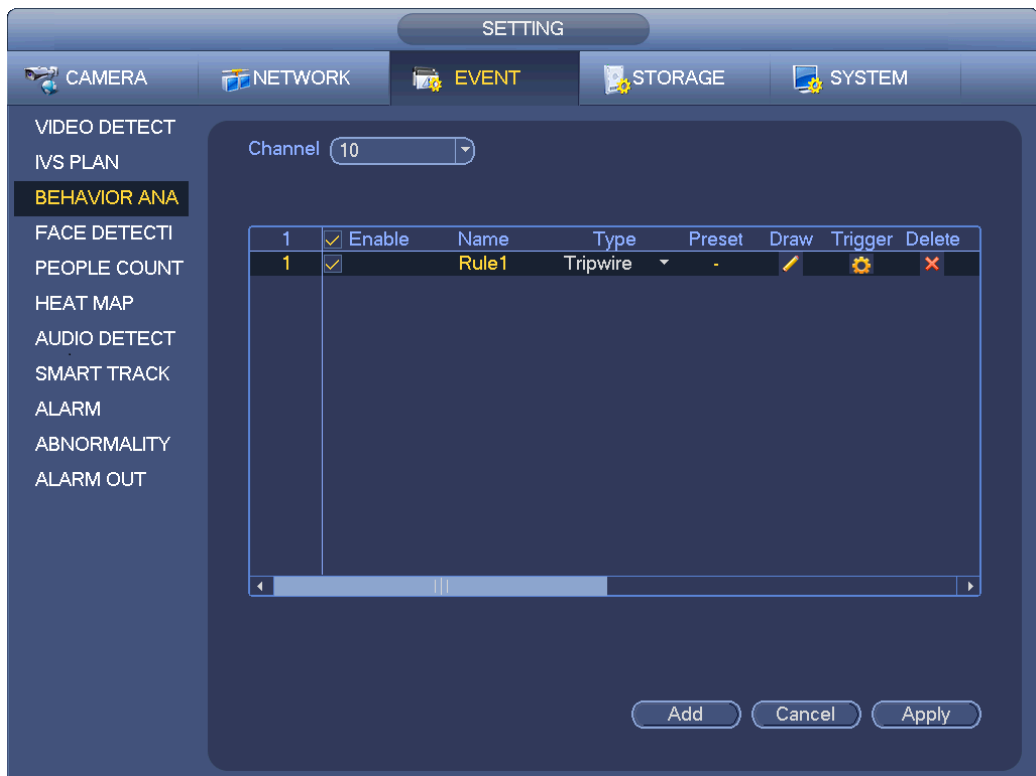 SETTING
CAMERA NETWORK EVENT STORAGE SYSTEM
VIDEO DETECT
IVS PLAN
BEHAVIOR ANA
FACE DETECTI
PEOPLE COUNT
HEAT MAP
AUDIO DETECT
SMART TRACK
ALARM
ABNORMALITY
ALARM OUT
Channel 10
1 Enable Name Type Preset Draw Trigger Delete
1 Rule1 Tripwire -
Add Cancel Apply